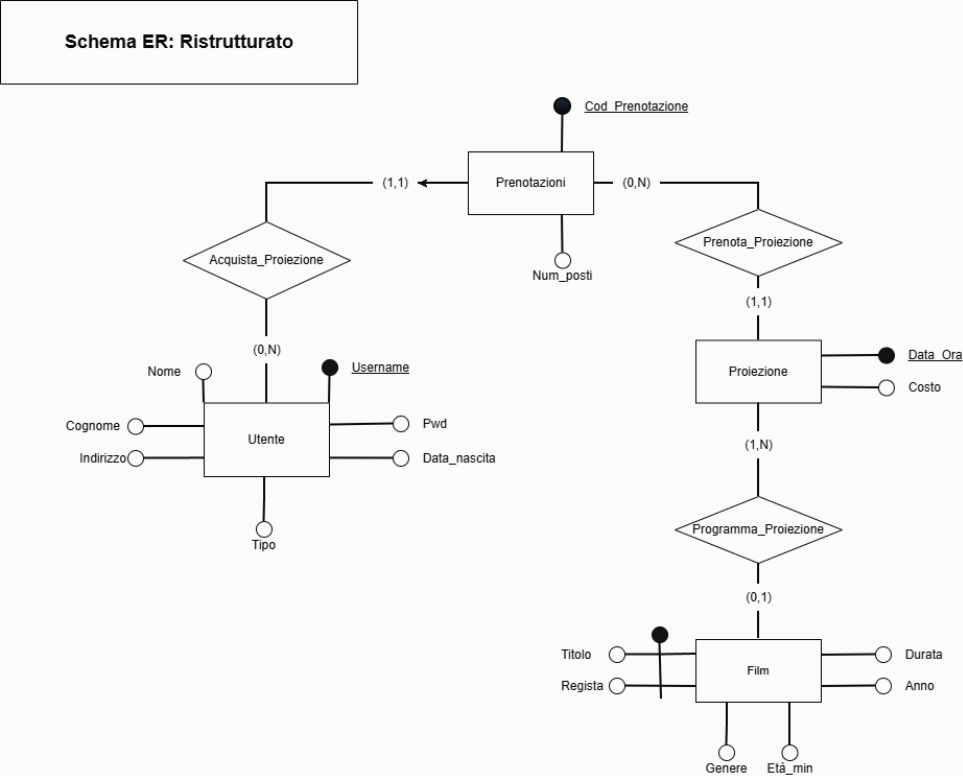 Schema ER: Ristrutturato
Cod_Prenotazione
Prenotazioni
(1,1)
(0,N)
Acquista_Proiezione
Prenota_Proiezione
Num_posti
(1,1)
(0,N)
Nome
Username
Proiezione
Data_Ora
Costo
Cognome
Utente
Pwd
Indirizzo
Data_nascita
(1,N)
Tipo
Programma_Proiezione
(0,1)
Titolo
Film
Durata
Regista
Anno
Genere
Età_min